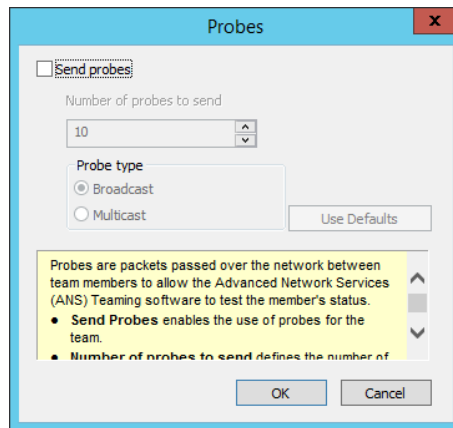 Probes
x
Send probes
Number of probes to send
10
Probe type
Broadcast
Multicast
Use Defaults
Probes are packets passed over the network between
team members to allow the Advanced Network Services
(ANS) Teaming software to test the member's status.
● Send Probes enables the use of probes for the
team.
● Number of probes to send defines the number of
OK
Cancel